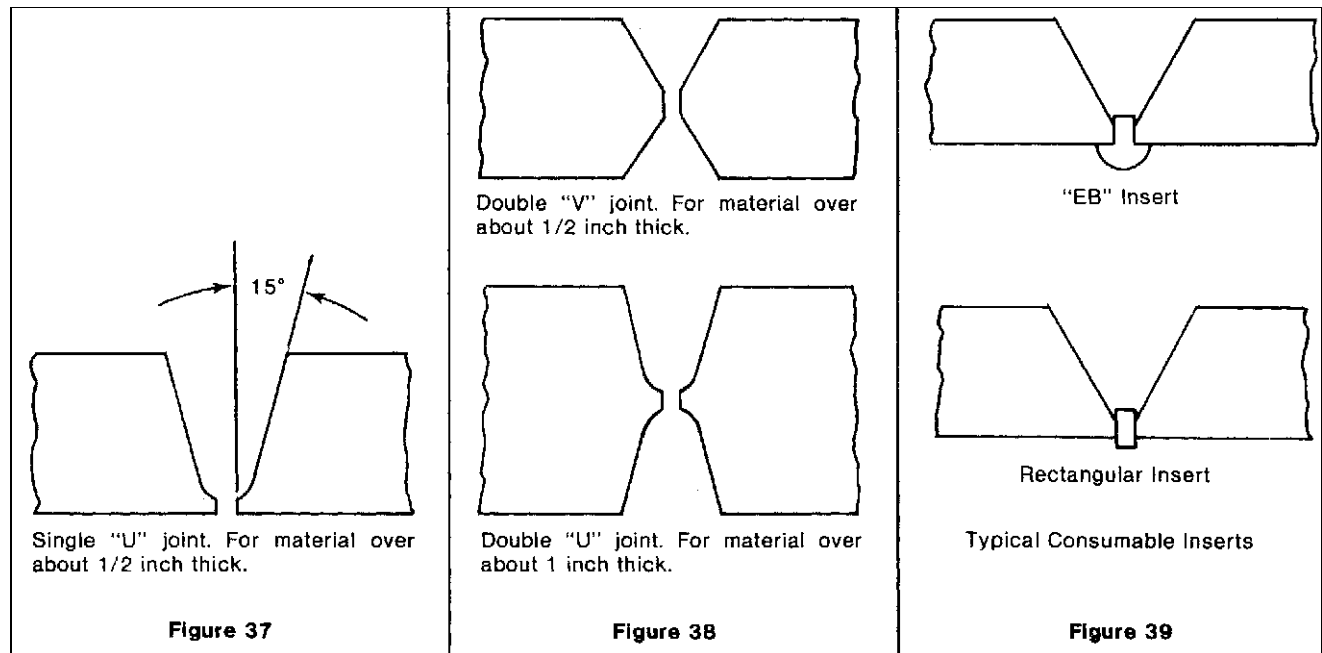 15°
Single "U" joint. For material over
about 1/2 inch thick.
Figure 37
Double "V" joint. For material over
about 1/2 inch thick.
Double "U" joint. For material over
about 1 inch thick.
Figure 38
"EB" Insert
Rectangular Insert
Typical Consumable Inserts
Figure 39